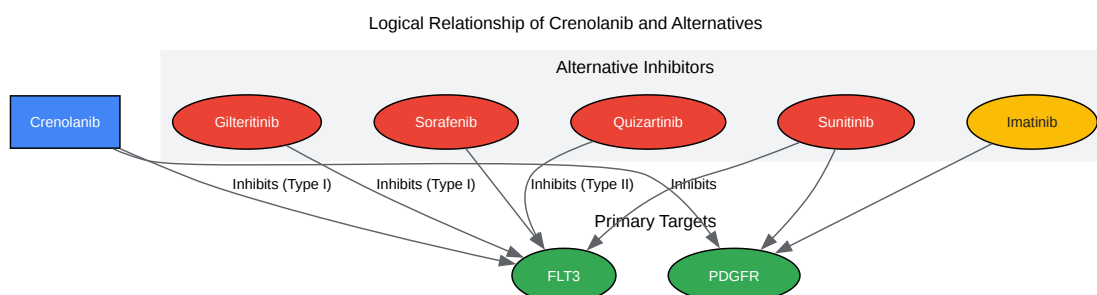 Logical Relationship of Crenolanib and Alternatives
Alternative Inhibitors
Crenolanib
Gilteritinib
Sorafenib
Quizartinib
Sunitinib
Imatinib
Inhibits (Type I)
Inhibits (Type I)
Inhibits (Type II)
Inhibits
Primary Targets
FLT3
PDGFR